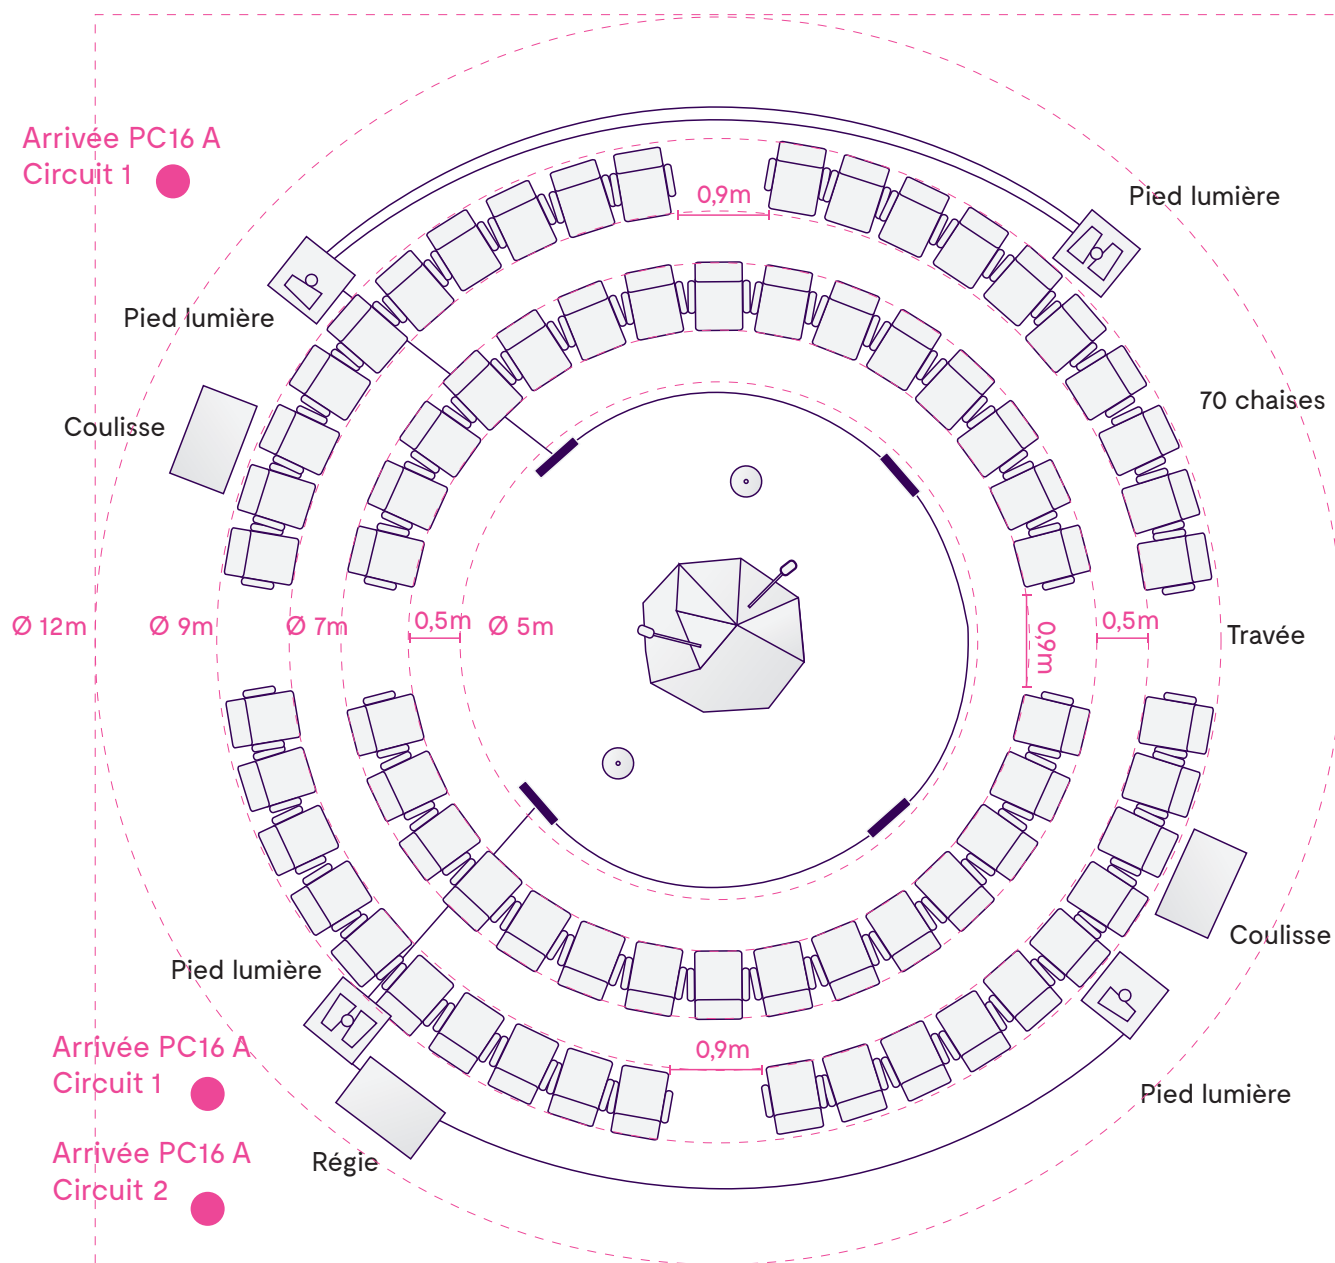 Arrivée PC16 A
Circuit 1
0,9m
Pied lumière
Pied lumière
Coulisse
70 chaises
Ø 12m
Ø 9m
Ø 7m
0,5m
Ø 5m
0,9m
0,5m
Travée
Coulisse
Pied lumière
Arrivée PC16 A
Circuit 1
0,9m
Pied lumière
Arrivée PC16 A
Circuit 2
Régie